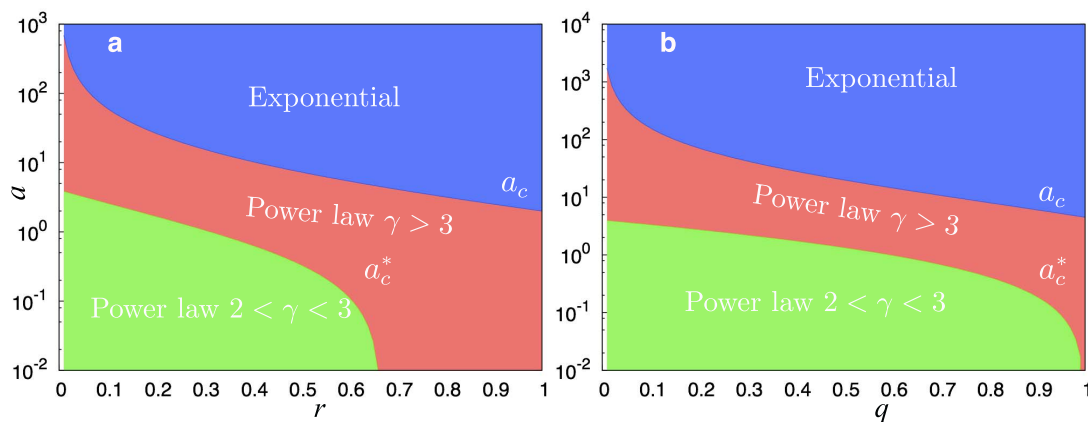 a
10^3
10^2
10^1
10^0
10^-1
10^-2
a
Exponential
a_c
Power law γ > 3
a_c^*
Power law 2 < γ < 3
0 0.1 0.2 0.3 0.4 0.5 0.6 0.7 0.8 0.9 1
r
b
10^4
10^3
10^2
10^1
10^0
10^-1
10^-2
Exponential
a_c
Power law γ > 3
a_c^*
Power law 2 < γ < 3
0 0.1 0.2 0.3 0.4 0.5 0.6 0.7 0.8 0.9 1
q